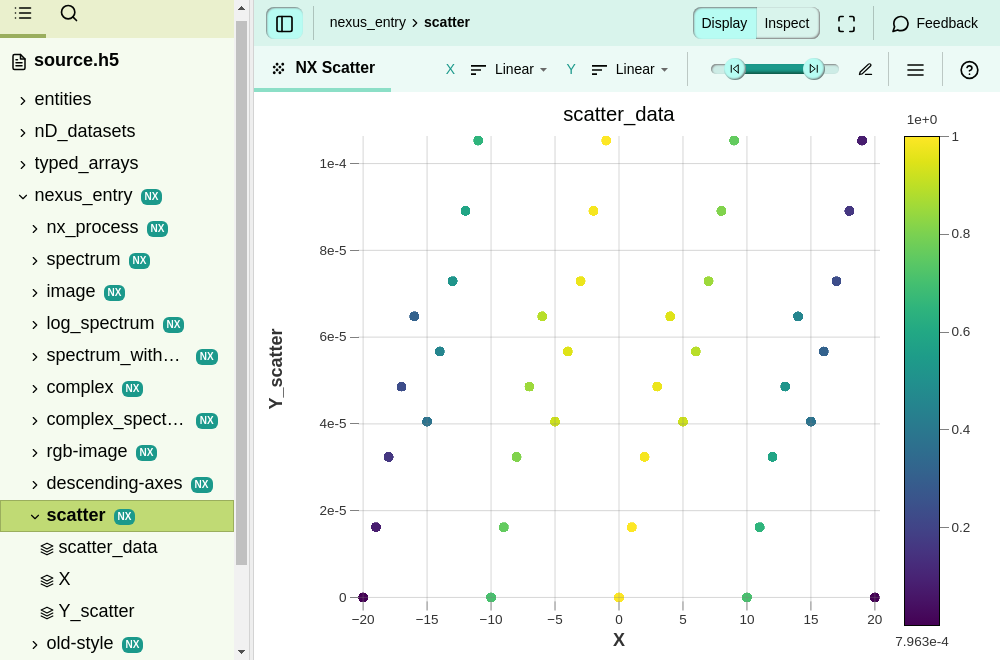 source.h5
entities
nD_datasets
typed_arrays
nexus_entry NX
nx_process NX
spectrum NX
image NX
log_spectrum NX
spectrum_with… NX
complex NX
complex_spect… NX
rgb-image NX
descending-axes NX
scatter NX
scatter_data
X
Y_scatter
old-style NX
nexus_entry › scatter
Display Inspect
Feedback
NX Scatter
X Linear
Y Linear
scatter_data
1e+0
1
0.8
0.6
0.4
0.2
7.963e-4
Y_scatter
1e-4
8e-5
6e-5
4e-5
2e-5
0
−20 −15 −10 −5 0 5 10 15 20
X